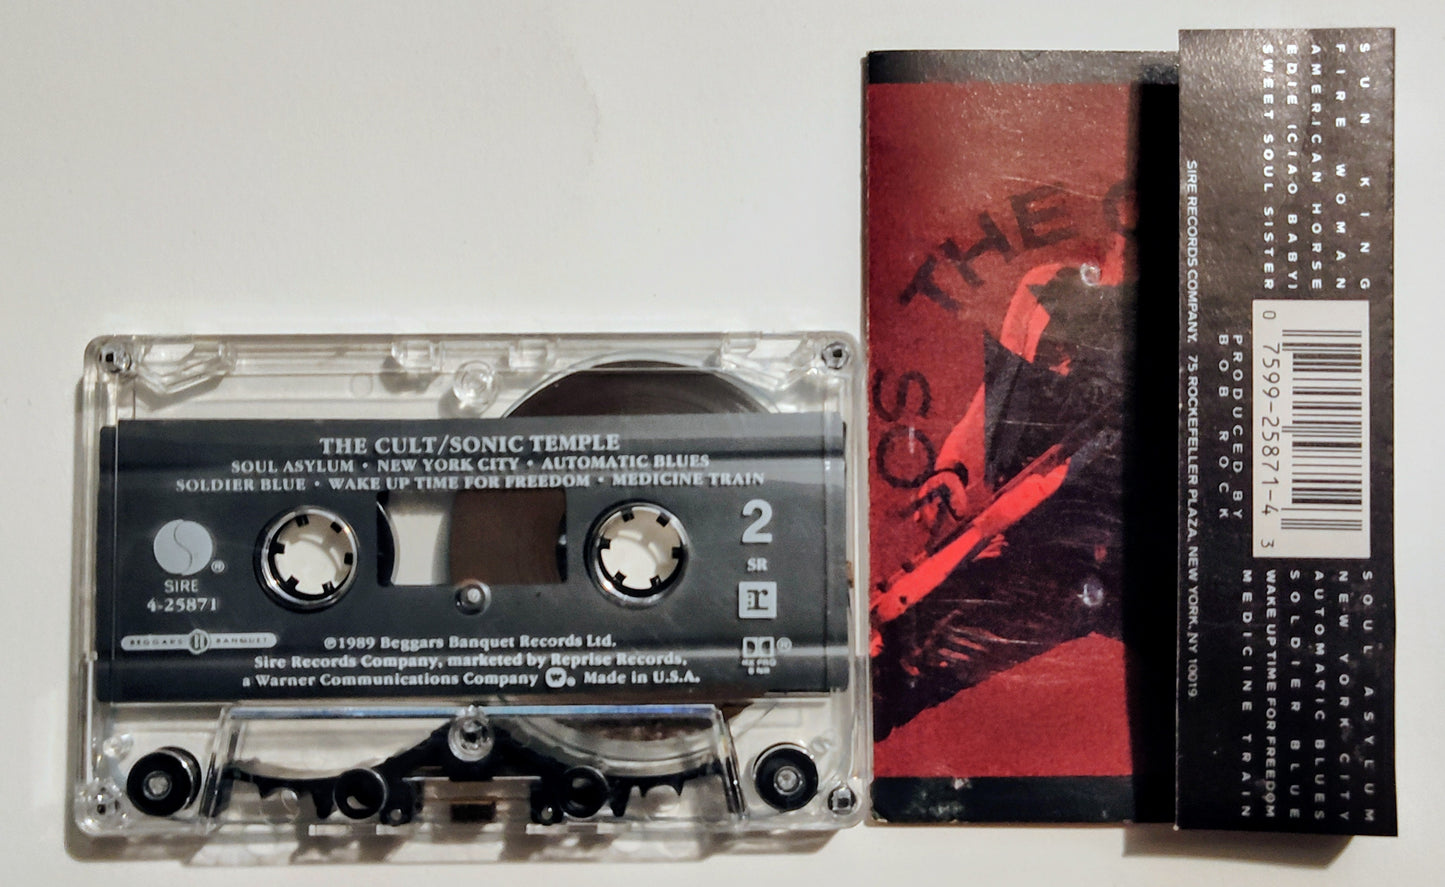 THE CULT/SONIC TEMPLE
SOUL ASYLUM • NEW YORK CITY • AUTOMATIC BLUES
SOLDIER BLUE • WAKE UP TIME FOR FREEDOM • MEDICINE TRAIN
2
SR
SIRE ®
4-25871
BEGGARS BANQUET
r
®
HX PRO
B NR
℗1989 Beggars Banquet Records Ltd.
Sire Records Company, marketed by Reprise Records,
a Warner Communications Company Made in U.S.A.
THE C
SO
SUN KING
FIRE WOMAN
AMERICAN HORSE
EDIE (CIAO BABY)
SWEET SOUL SISTER
0 7599-25871-4 3
PRODUCED BY
BOB ROCK
SOUL ASYLUM
NEW YORK CITY
AUTOMATIC BLUES
SOLDIER BLUE
WAKE UP TIME FOR FREEDOM
MEDICINE TRAIN
SIRE RECORDS COMPANY, 75 ROCKEFELLER PLAZA, NEW YORK, NY 10019.